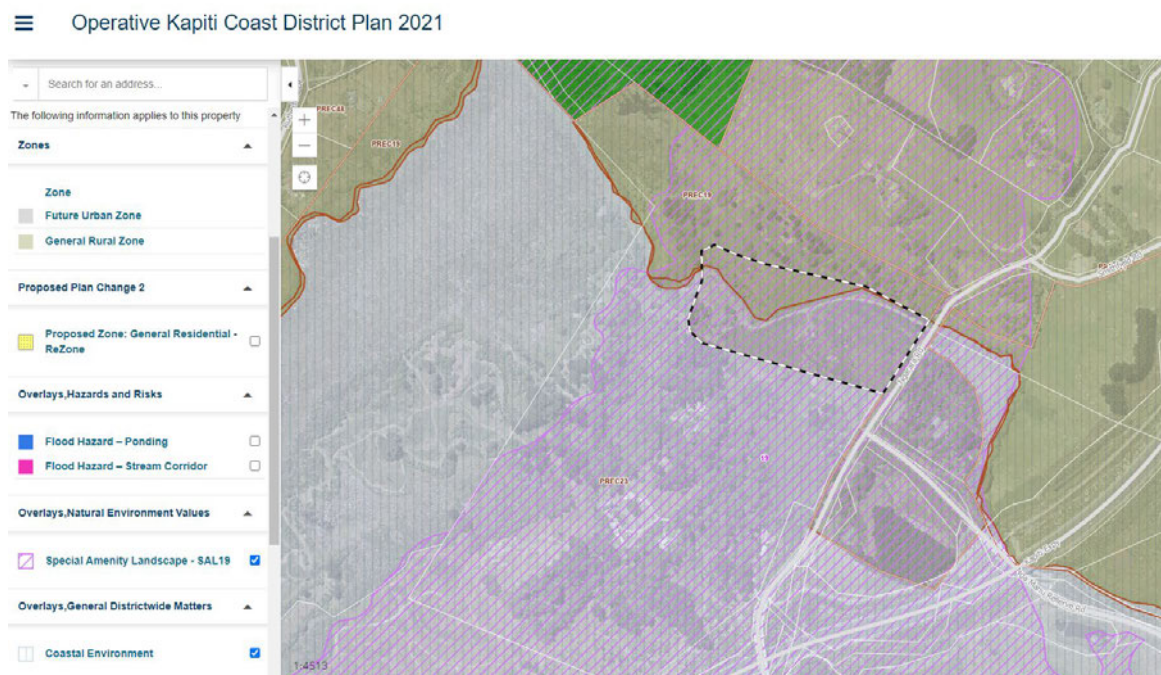 Operative Kapiti Coast District Plan 2021
Search for an address...
The following information applies to this property
Zones
Zone
Future Urban Zone
General Rural Zone
Proposed Plan Change 2
Proposed Zone: General Residential -
ReZone
Overlays,Hazards and Risks
Flood Hazard – Ponding
Flood Hazard – Stream Corridor
Overlays,Natural Environment Values
Special Amenity Landscape - SAL19
Overlays,General Districtwide Matters
Coastal Environment
PREC19
PREC19
19
PREC23
1:4513